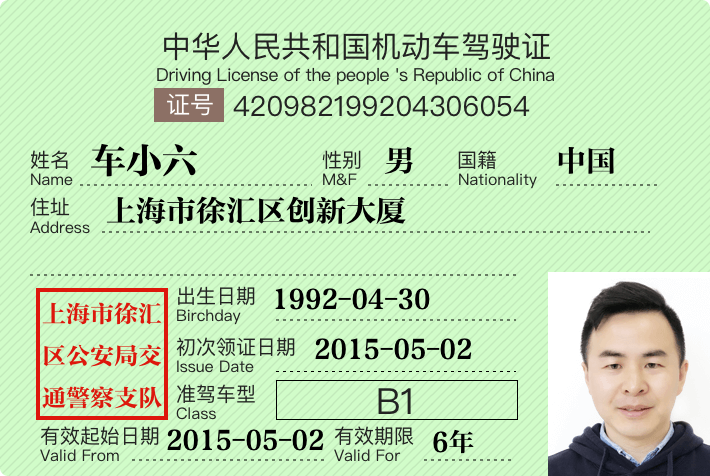 中华人民共和国机动车驾驶证
Driving License of the people 's Republic of China
证号 420982199204306054
姓名 车小六 性别 男 国籍 中国
Name M&F Nationality
住址 上海市徐汇区创新大厦
Address
出生日期 1992-04-30
Birchday
初次领证日期 2015-05-02
Issue Date
准驾车型 B1
Class
上海市徐汇
区公安局交
通警察支队
有效起始日期 2015-05-02 有效期限 6年
Valid From Valid For